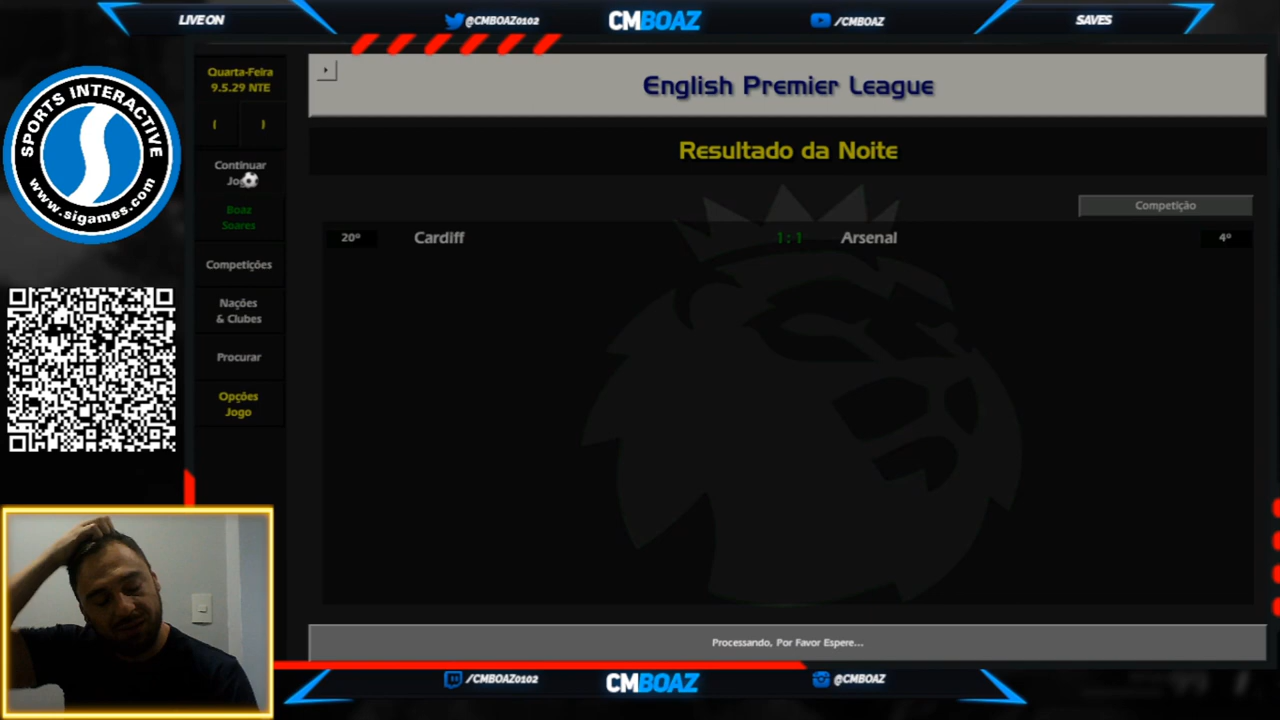 LIVE ON
@CMBOAZ0102
CMBOAZ
/CMBOAZ
SAVES
SPORTS INTERACTIVE
www.sigames.com
Quarta-Feira
9.5.29 NTE
Continuar
Jogo
Boaz
Soares
Competições
Nações
& Clubes
Procurar
Opções
Jogo
English Premier League
Resultado da Noite
Competição
20º Cardiff 1 : 1 Arsenal 4º
Processando, Por Favor Espere...
/CMBOAZ0102
CMBOAZ
@CMBOAZ